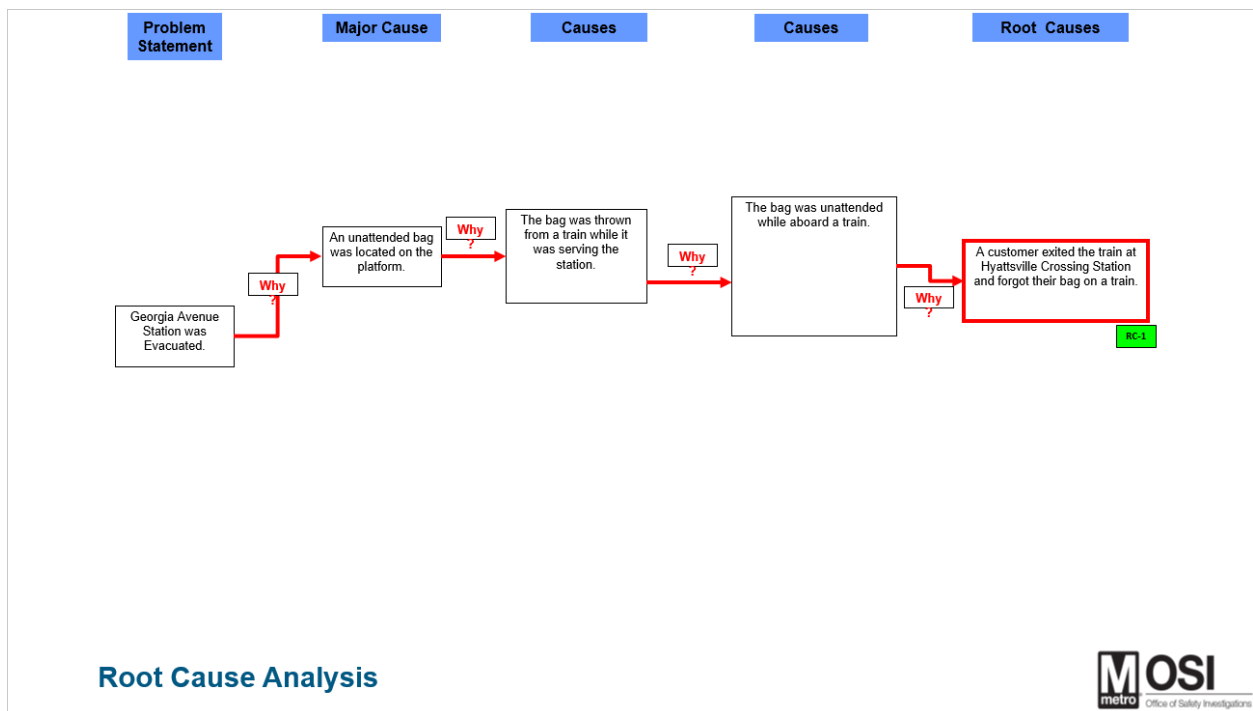 Problem
Statement
Major Cause
Causes
Causes
Root Causes
Georgia Avenue
Station was
Evacuated.
Why
?
An unattended bag
was located on the
platform.
Why
?
The bag was thrown
from a train while it
was serving the
station.
Why
?
The bag was unattended
while aboard a train.
Why
?
A customer exited the train at
Hyattsville Crossing Station
and forgot their bag on a train.
RC-1
Root Cause Analysis
M
metro
OSI
Office of Safety Investigations